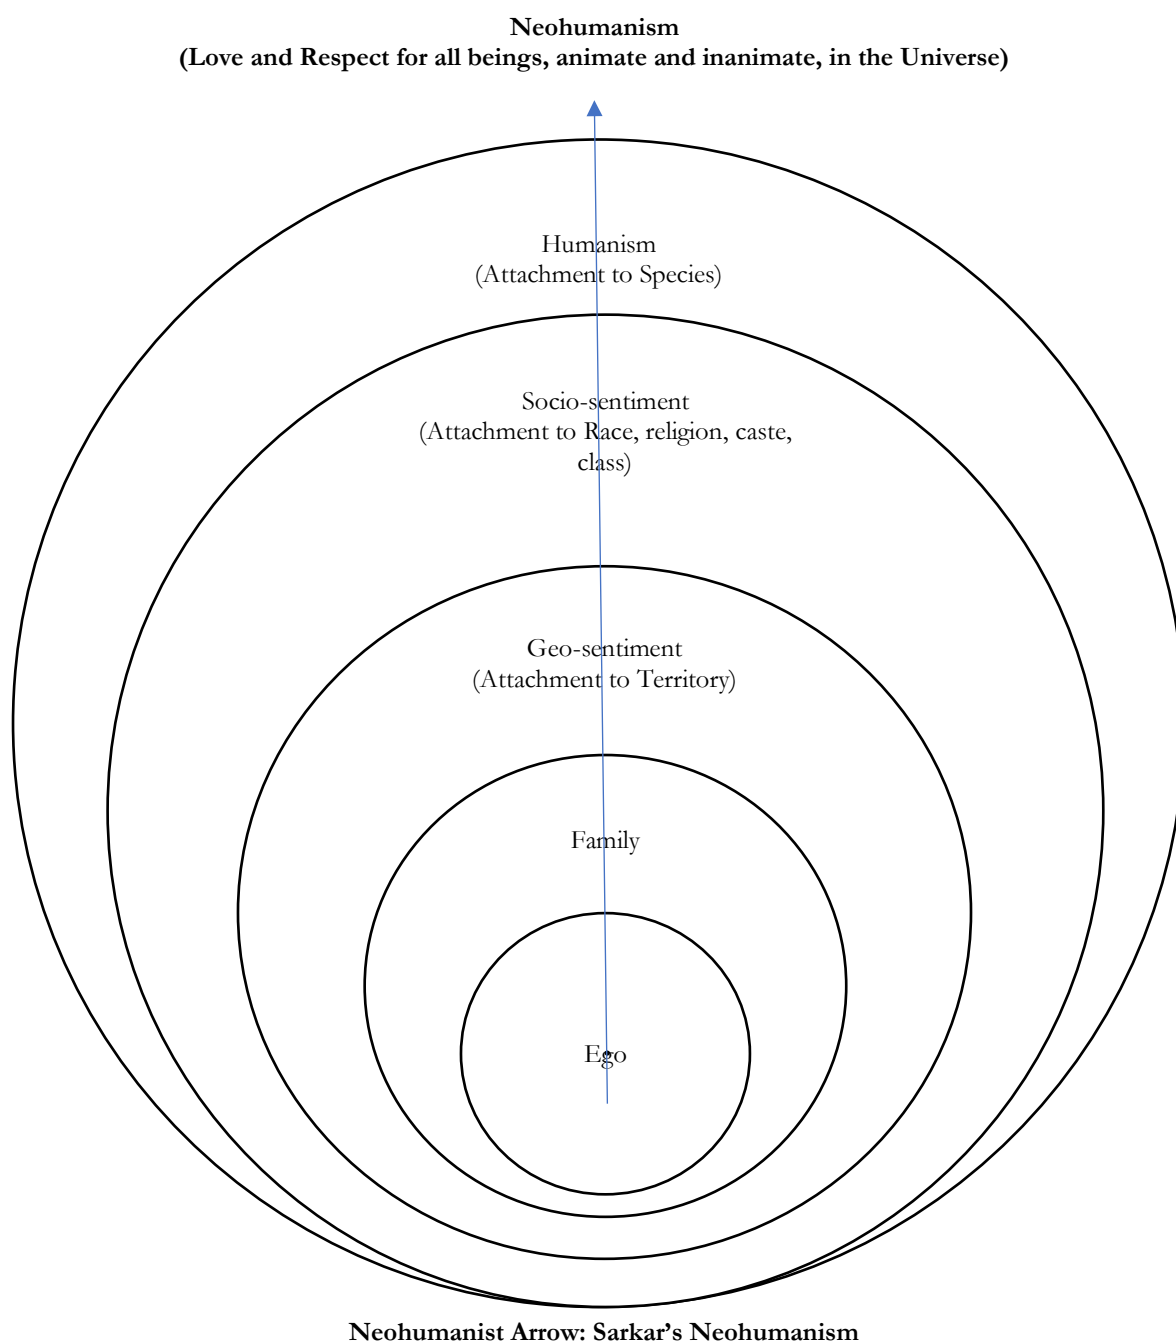 Neohumanism
(Love and Respect for all beings, animate and inanimate, in the Universe)
Humanism
(Attachment to Species)
Socio-sentiment
(Attachment to Race, religion, caste,
class)
Geo-sentiment
(Attachment to Territory)
Family
Ego
Neohumanist Arrow: Sarkar’s Neohumanism